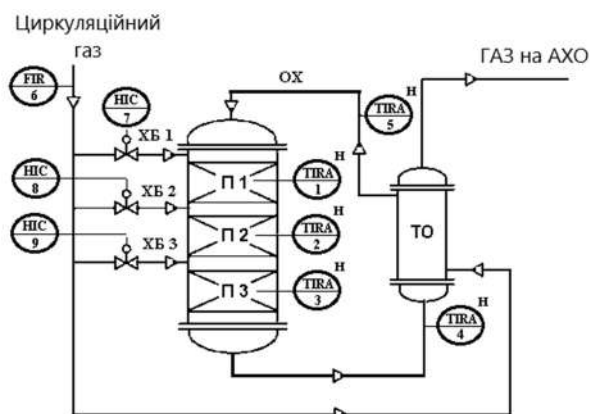 Циркуляційний
газ
ГАЗ на АХО
FIR
6
HIC
7
ХБ 1
ОХ
TIRA
5
Н
HIC
8
ХБ 2
П 1
TIRA
1
Н
HIC
9
ХБ 3
П 2
TIRA
2
Н
ТО
П 3
TIRA
3
Н
TIRA
4
Н